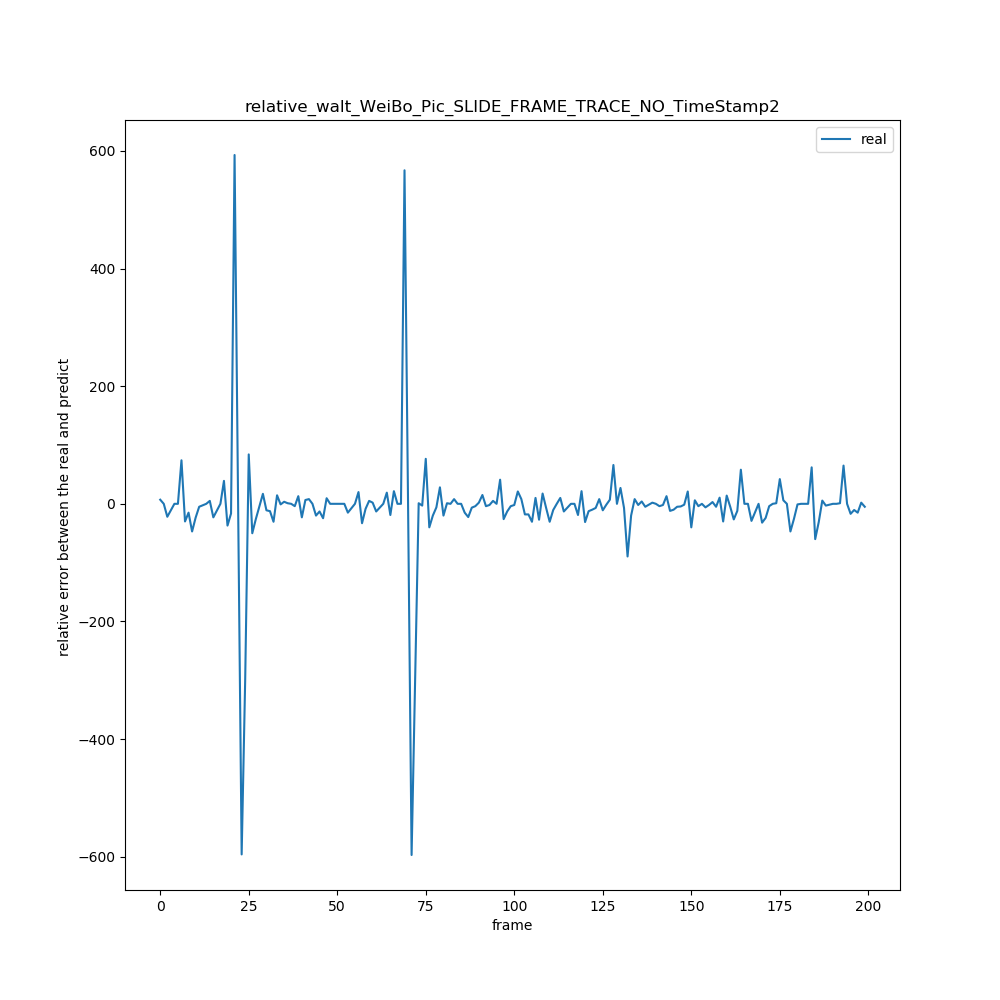 relative_walt_WeiBo_Pic_SLIDE_FRAME_TRACE_NO_TimeStamp2
real
relative error between the real and predict
600
400
200
0
−200
−400
−600
0 25 50 75 100 125 150 175 200
frame